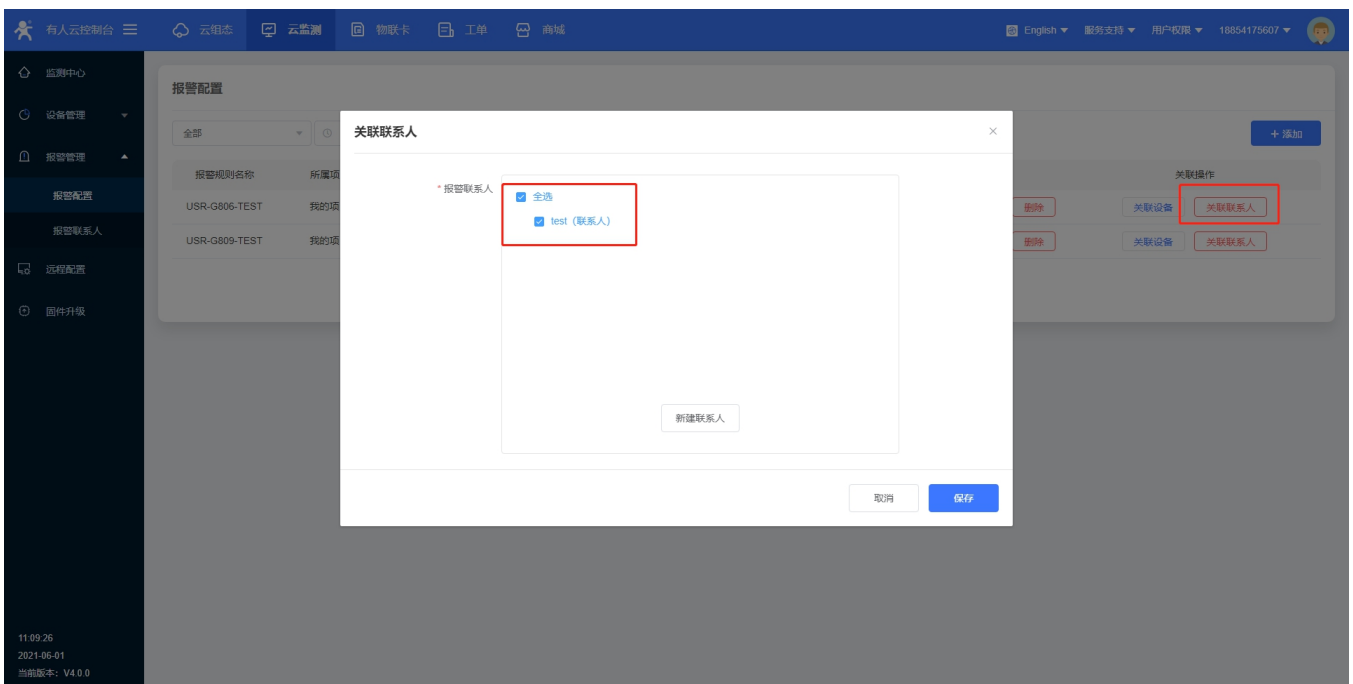 有人云控制台 云组态 云监测 物联卡 工单 商城 English 服务支持 用户权限 18854175607
监测中心
设备管理
报警管理
报警配置
报警联系人
远程配置
固件升级
11:09:26
2021-06-01
当前版本：V4.0.0
报警配置
全部
+ 添加
报警规则名称 所属项 关联操作
USR-G806-TEST 我的项 删除 关联设备 关联联系人
USR-G809-TEST 我的项 删除 关联设备 关联联系人
关联联系人 ×
* 报警联系人
全选
test（联系人）
新建联系人
取消 保存